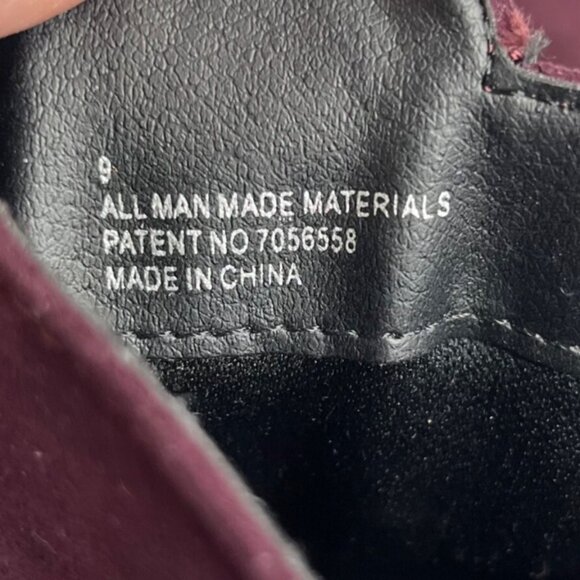 9
ALL MAN MADE MATERIALS
PATENT NO 7056558
MADE IN CHINA